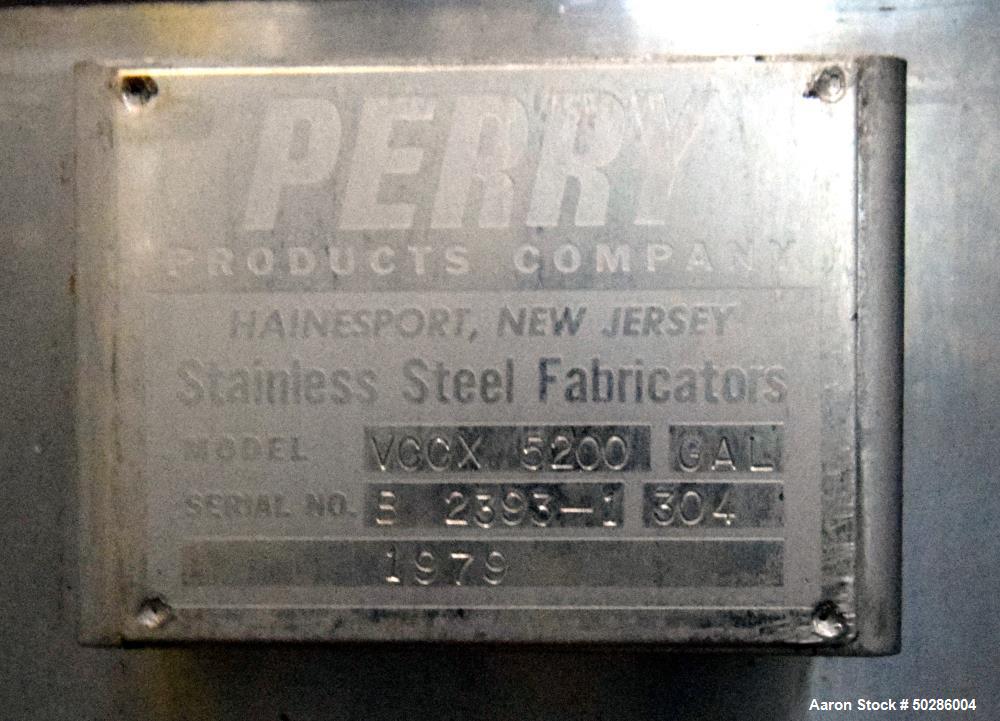 PERRY
PRODUCTS COMPANY
HAINESPORT, NEW JERSEY
Stainless Steel Fabricators
MODEL VCCX 5200 GAL
SERIAL NO. B 2393-1 304
1979
Aaron Stock # 50286004